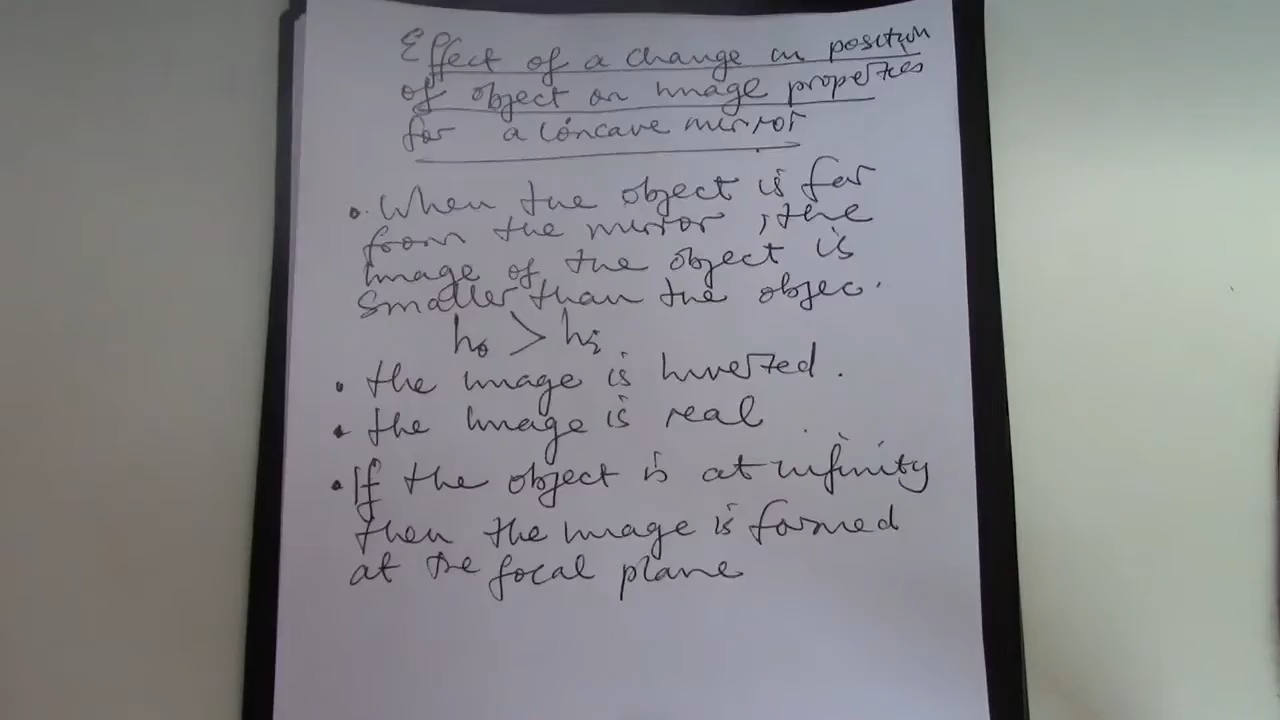 Effect of a change in position
of object on image properties
for a concave mirror
• When the object is far
from the mirror, the
image of the object is
smaller than the objec.
ho > hi
• the image is inverted.
• the image is real
• If the object is at infinity
then the image is formed
at the focal plane